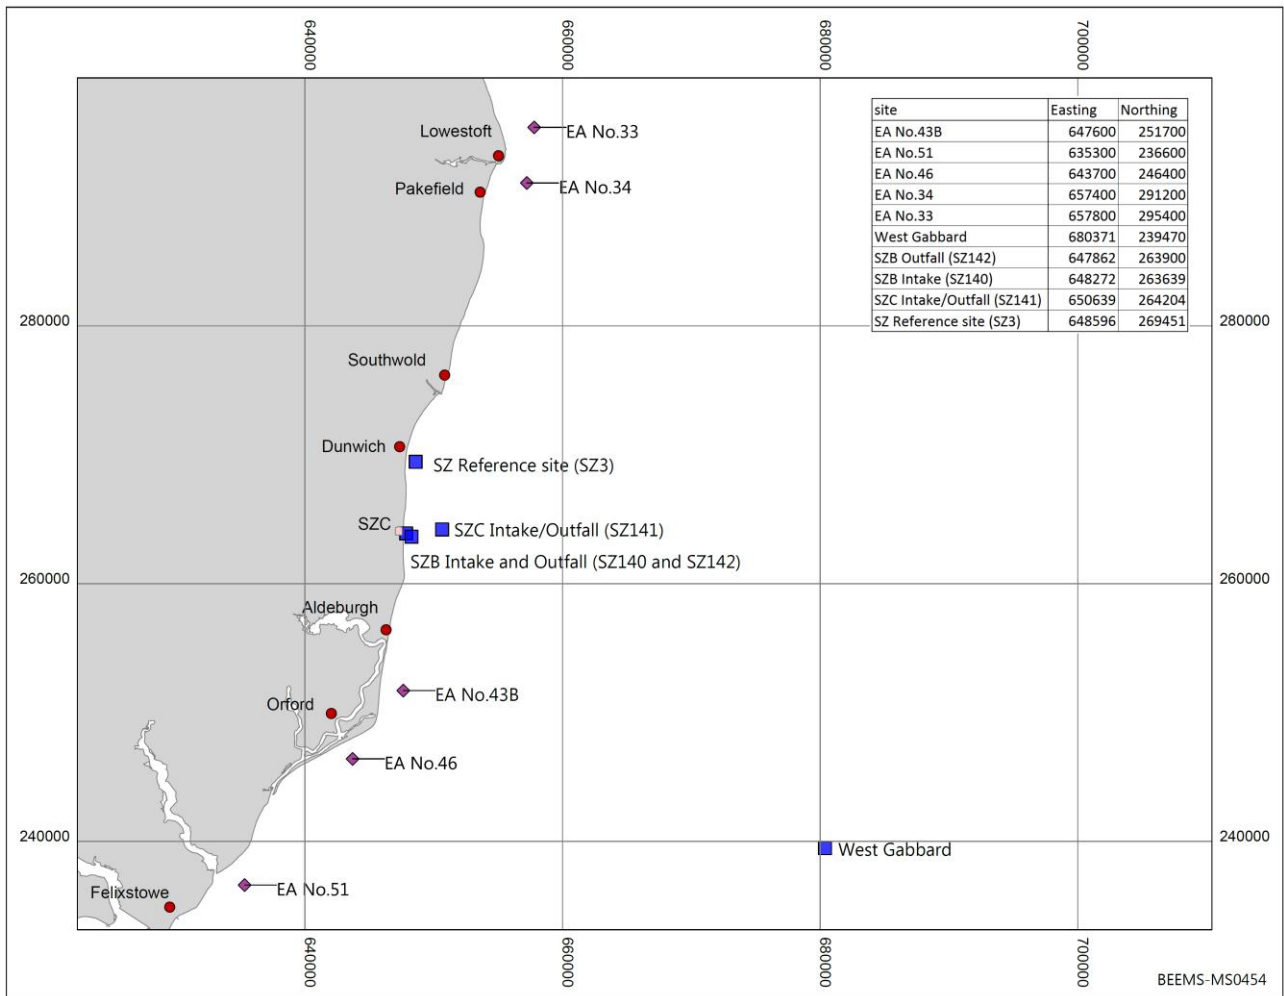 640000
660000
680000
700000
site Easting Northing
EA No.43B 647600 251700
EA No.51 635300 236600
EA No.46 643700 246400
EA No.34 657400 291200
EA No.33 657800 295400
West Gabbard 680371 239470
SZB Outfall (SZ142) 647862 263900
SZB Intake (SZ140) 648272 263639
SZC Intake/Outfall (SZ141) 650639 264204
SZ Reference site (SZ3) 648596 269451
Lowestoft
EA No.33
Pakefield
EA No.34
280000
280000
Southwold
Dunwich
SZ Reference site (SZ3)
SZC
SZC Intake/Outfall (SZ141)
SZB Intake and Outfall (SZ140 and SZ142)
260000
260000
Aldeburgh
EA No.43B
Orford
EA No.46
240000
240000
West Gabbard
Felixstowe
EA No.51
640000
660000
680000
700000
BEEMS-MS0454